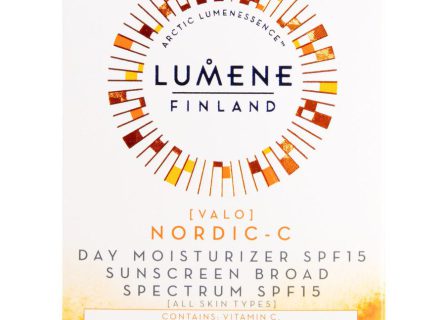 ARCTIC LUMENESSENCE™
LUMENE
FINLAND
[VALO]
NORDIC-C
DAY MOISTURIZER SPF15
SUNSCREEN BROAD
SPECTRUM SPF15
[ALL SKIN TYPES]
CONTAINS: VITAMIN C,